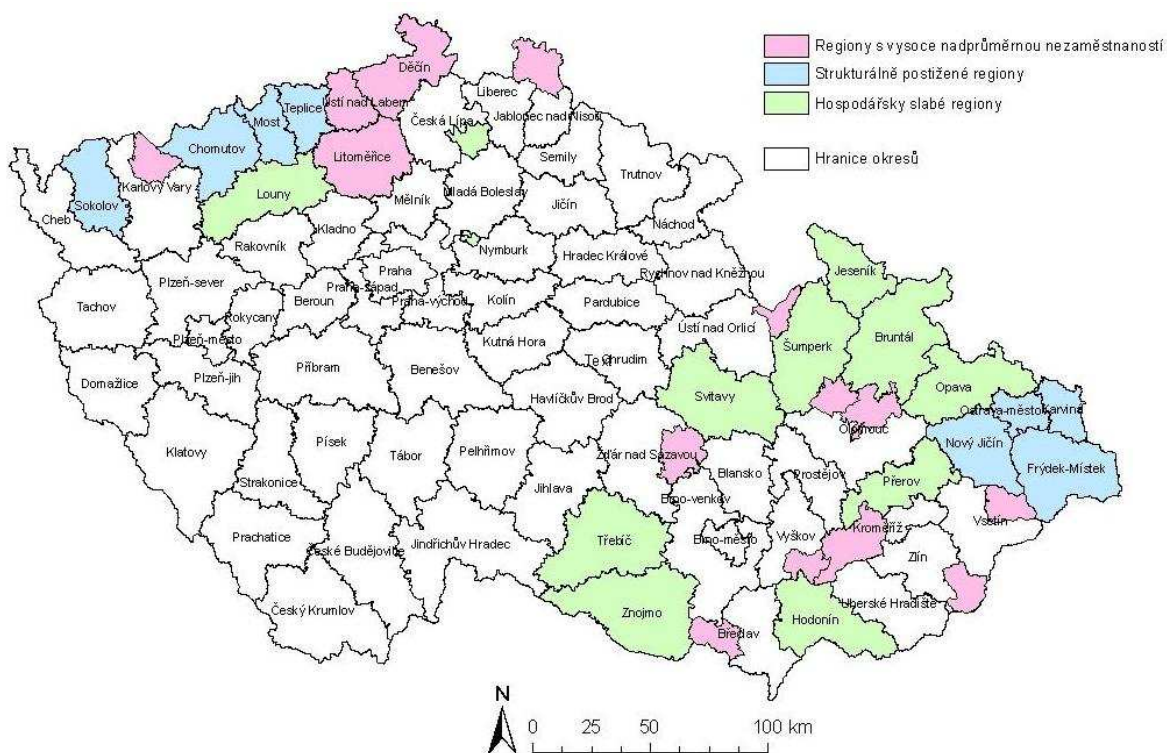 Regiony s vysoce nadprůměrnou nezaměstnaností
Strukturálně postižené regiony
Hospodářsky slabé regiony
Hranice okresů
Děčín
Liberec
Ústí nad Labem
Teplice
Most
Česká Lípa
Jablonec nad Nisou
Chomutov
Litoměřice
Semily
Trutnov
Karlovy Vary
Sokolov
Cheb
Louny
Mělník
Mladá Boleslav
Jičín
Náchod
Rakovník
Kladno
Nymburk
Hradec Králové
Rychnov nad Kněžnou
Jeseník
Praha
Praha-západ
Praha-východ
Plzeň-sever
Tachov
Beroun
Kolín
Pardubice
Rokycany
Ústí nad Orlicí
Bruntál
Šumperk
Plzeň-město
Kutná Hora
Text
Chrudim
Opava
Příbram
Benešov
Domažlice
Plzeň-jih
Svitavy
Havlíčkův Brod
Ostrava-město
Karviná
Olomouc
Nový Jičín
Klatovy
Písek
Tábor
Pelhřimov
Žďár nad Sázavou
Blansko
Prostějov
Přerov
Frýdek-Místek
Strakonice
Jihlava
Brno-venkov
Vsetín
Kroměříž
Prachatice
České Budějovice
Jindřichův Hradec
Třebíč
Brno-město
Vyškov
Zlín
Český Krumlov
Znojmo
Uherské Hradiště
Hodonín
Břeclav
N
0 25 50 100 km